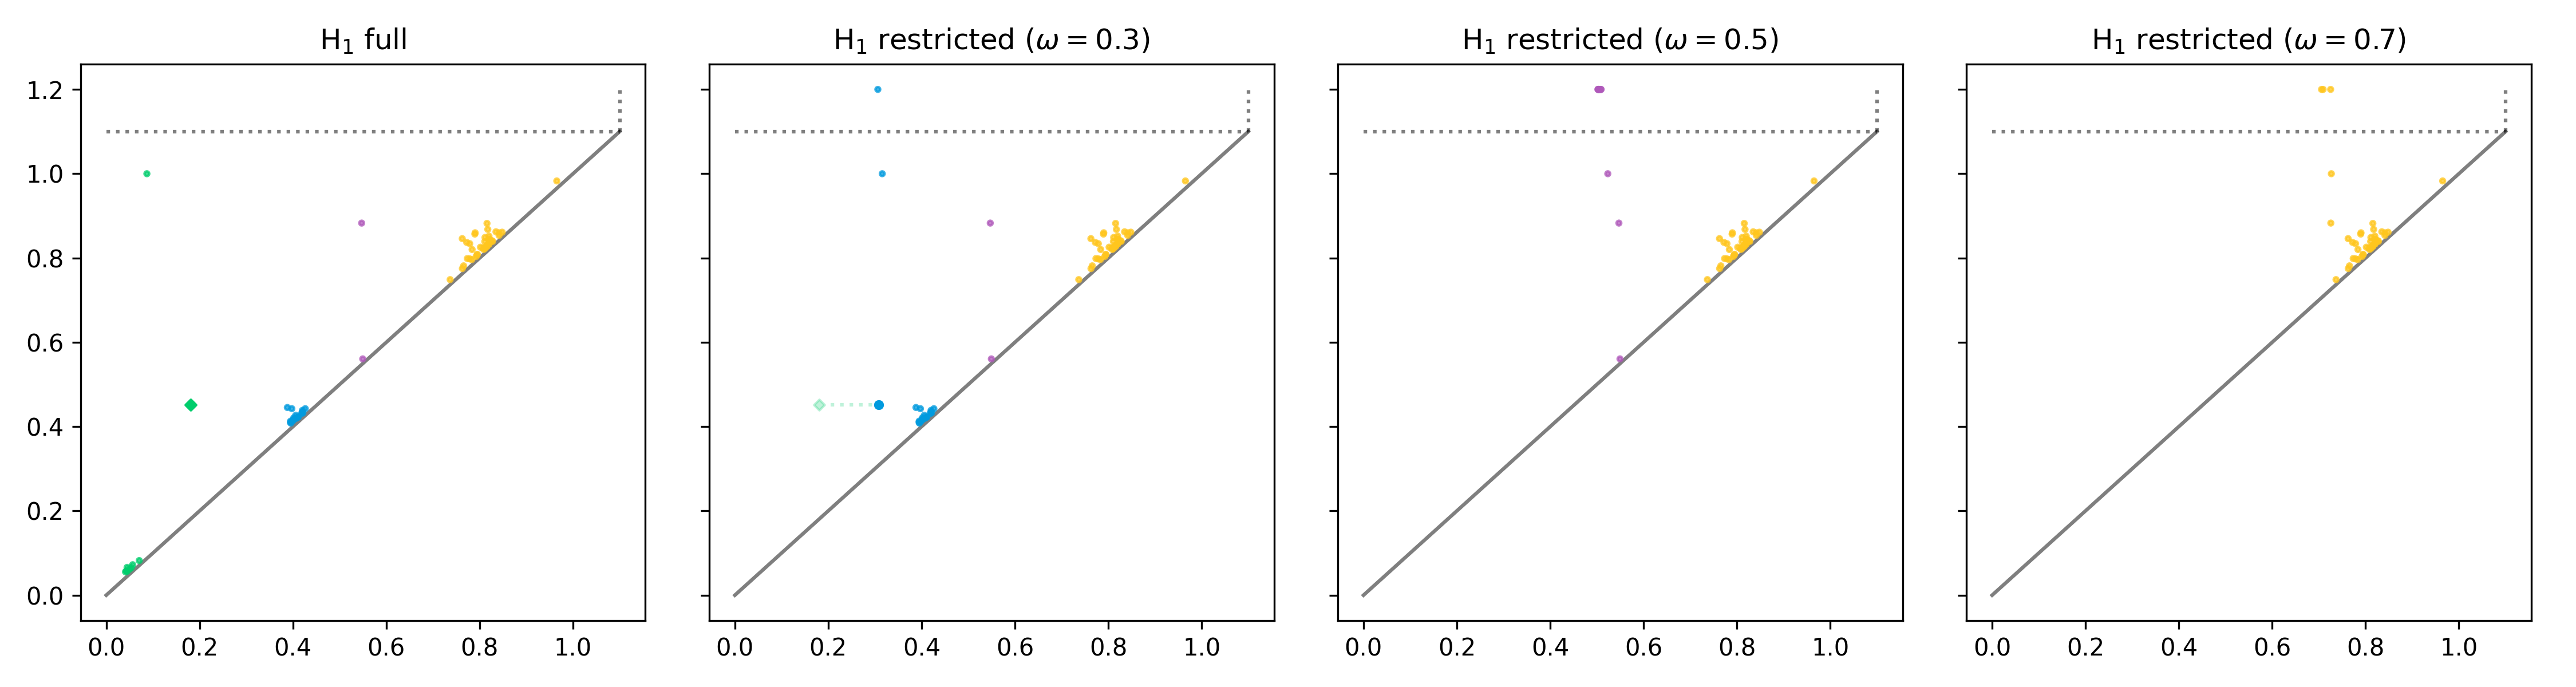 H₁ full
H₁ restricted (ω = 0.3)
H₁ restricted (ω = 0.5)
H₁ restricted (ω = 0.7)
1.2
1.0
0.8
0.6
0.4
0.2
0.0
0.0 0.2 0.4 0.6 0.8 1.0
0.0 0.2 0.4 0.6 0.8 1.0
0.0 0.2 0.4 0.6 0.8 1.0
0.0 0.2 0.4 0.6 0.8 1.0